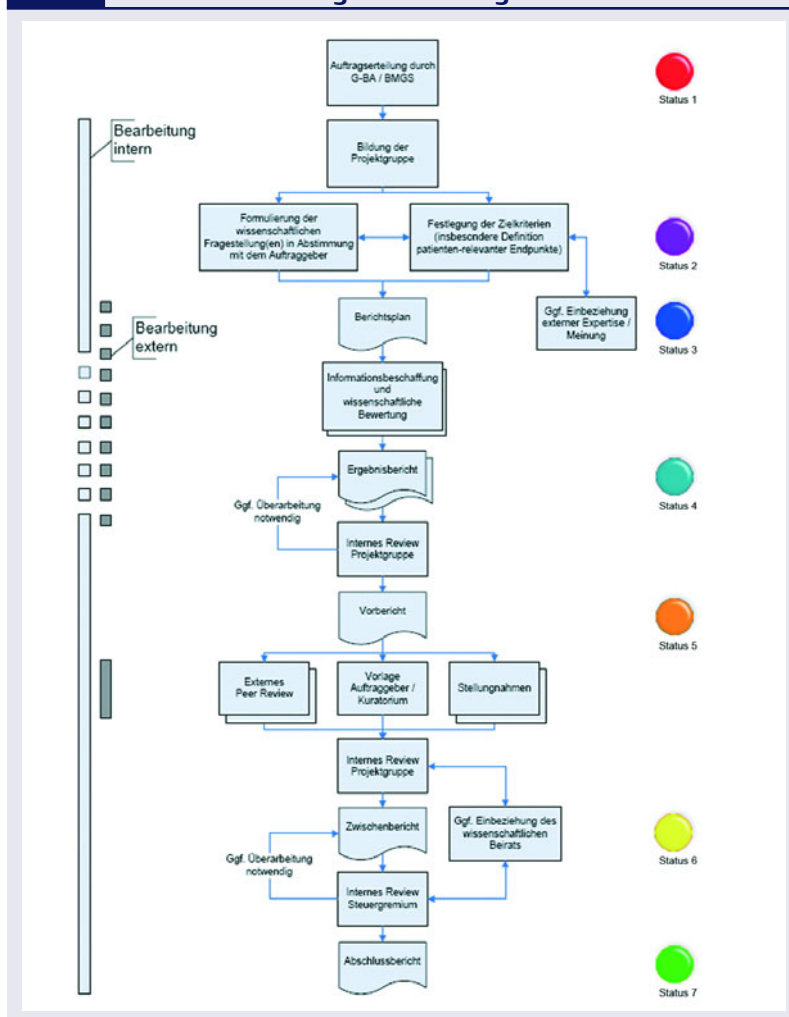 Auftragserteilung durch
G-BA / BMGS
Status 1
Bearbeitung
intern
Bildung der
Projektgruppe
Formulierung der
wissenschaftlichen
Fragestellung(en) in Abstimmung
mit dem Auftraggeber
Festlegung der Zielkriterien
(insbesondere Definition
patienten-relevanter Endpunkte)
Status 2
Bearbeitung
extern
Berichtsplan
Ggf. Einbeziehung
externer Expertise /
Meinung
Status 3
Informationsbeschaffung
und
wissenschaftliche
Bewertung
Ergebnisbericht
Status 4
Ggf. Überarbeitung
notwendig
Internes Review
Projektgruppe
Vorbericht
Status 5
Externes
Peer Review
Vorlage
Auftraggeber /
Kuratorium
Stellungnahmen
Internes Review
Projektgruppe
Zwischenbericht
Ggf. Einbeziehung des
wissenschaftlichen
Beirats
Status 6
Ggf. Überarbeitung
notwendig
Internes Review
Steuergremium
Abschlussbericht
Status 7